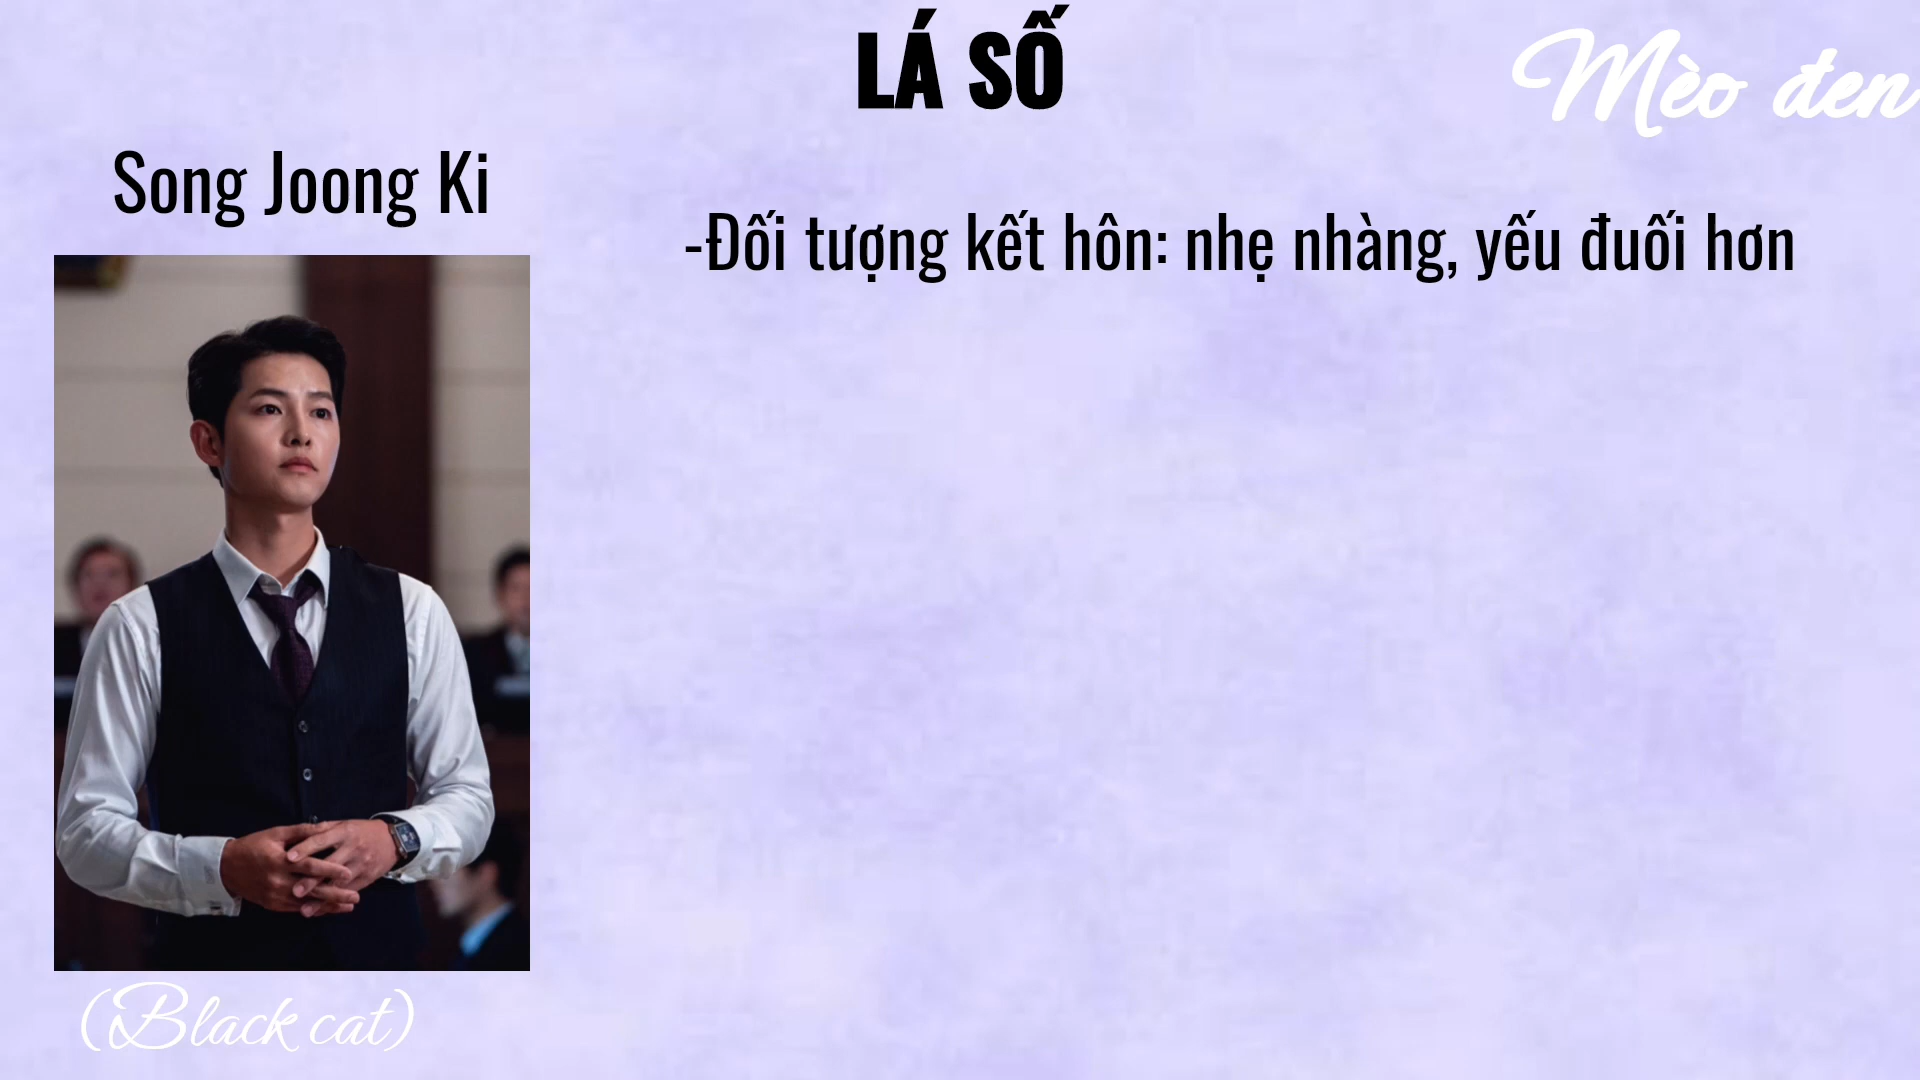 LÁ SỐ
Mèo đen
Song Joong Ki
-Đối tượng kết hôn: nhẹ nhàng, yếu đuối hơn
(Black cat)